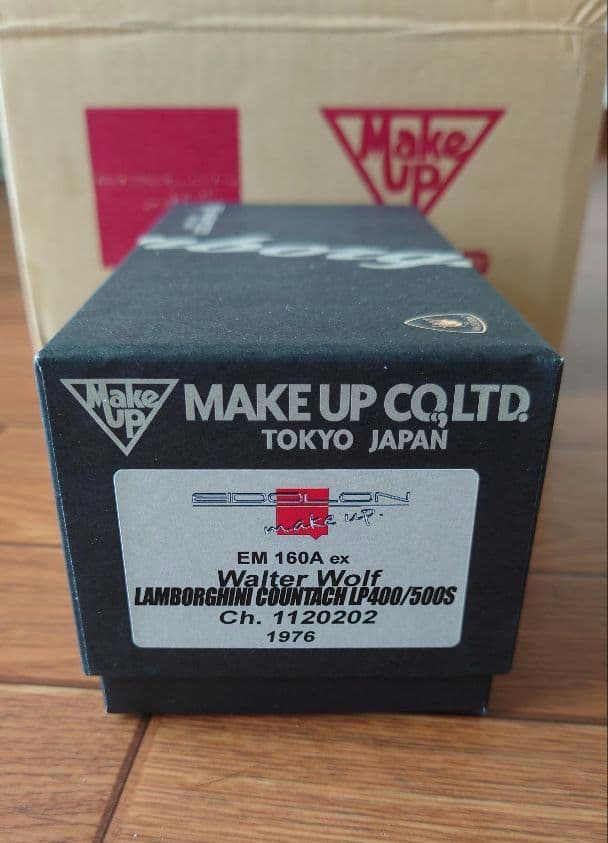 Make
UP
Make
UP
MAKE UP CO.,LTD.
TOKYO JAPAN
EIDOLON
make up.
EM 160A ex
Walter Wolf
LAMBORGHINI COUNTACH LP400/500S
Ch. 1120202
1976